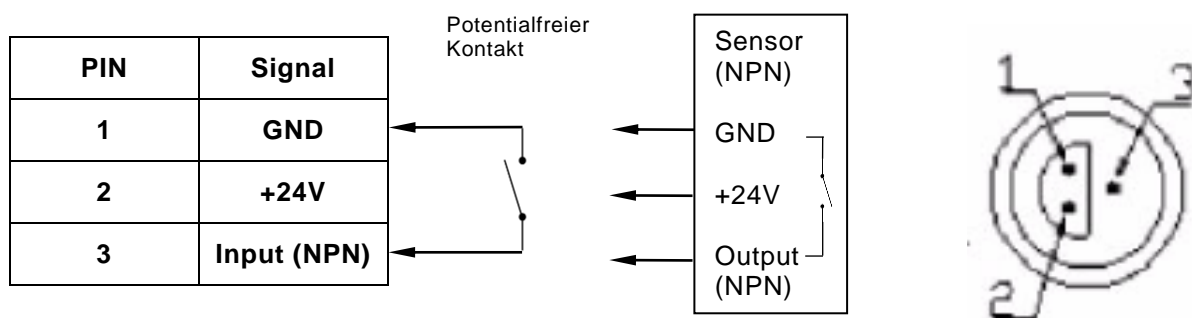 PIN Signal
1 GND
2 +24V
3 Input (NPN)
Potentialfreier
Kontakt
Sensor
(NPN)
GND
+24V
Output
(NPN)
1
3
2